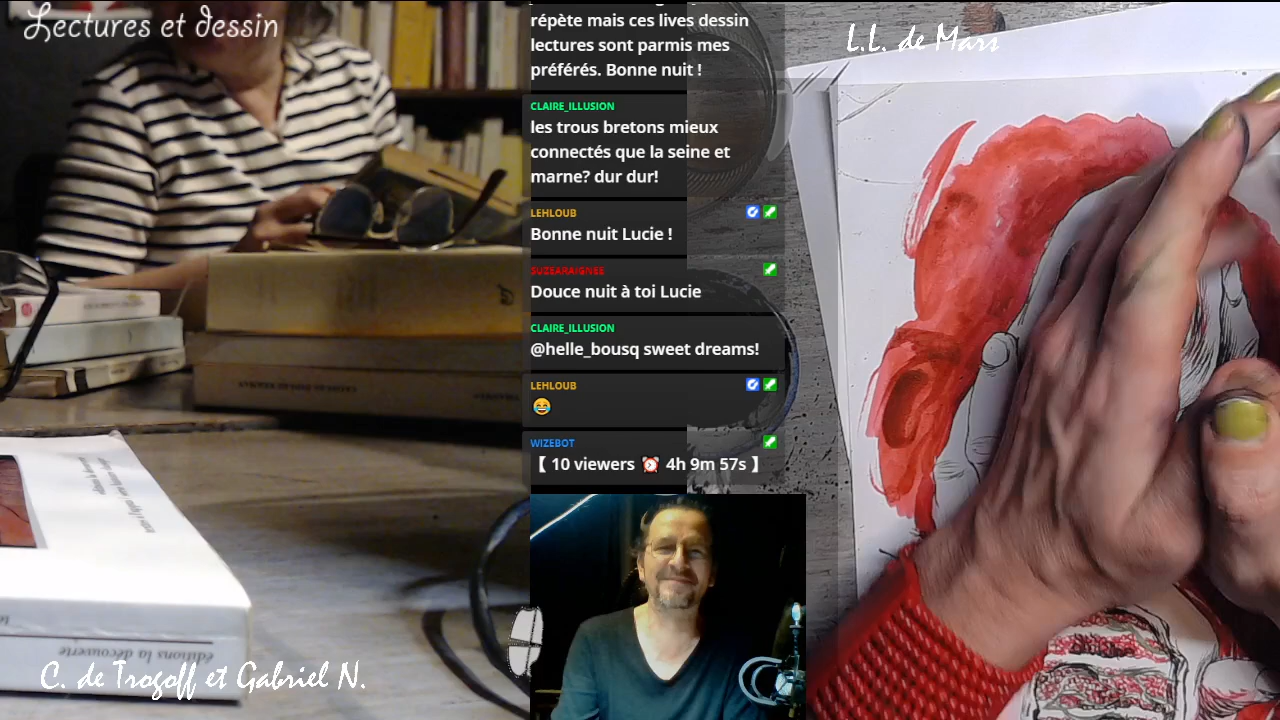 Lectures et dessin
répète mais ces lives dessin
lectures sont parmis mes
préférés. Bonne nuit !
CLAIRE_ILLUSION
les trous bretons mieux
connectés que la seine et
marne? dur dur!
LEHLOUB
Bonne nuit Lucie !
SUZEARAIGNEE
Douce nuit à toi Lucie
CLAIRE_ILLUSION
@helle_bousq sweet dreams!
LEHLOUB
😂
WIZEBOT
【 10 viewers ⏰ 4h 9m 57s 】
L.L. de Mars
éditions la découverte
C. de Trogoff et Gabriel N.